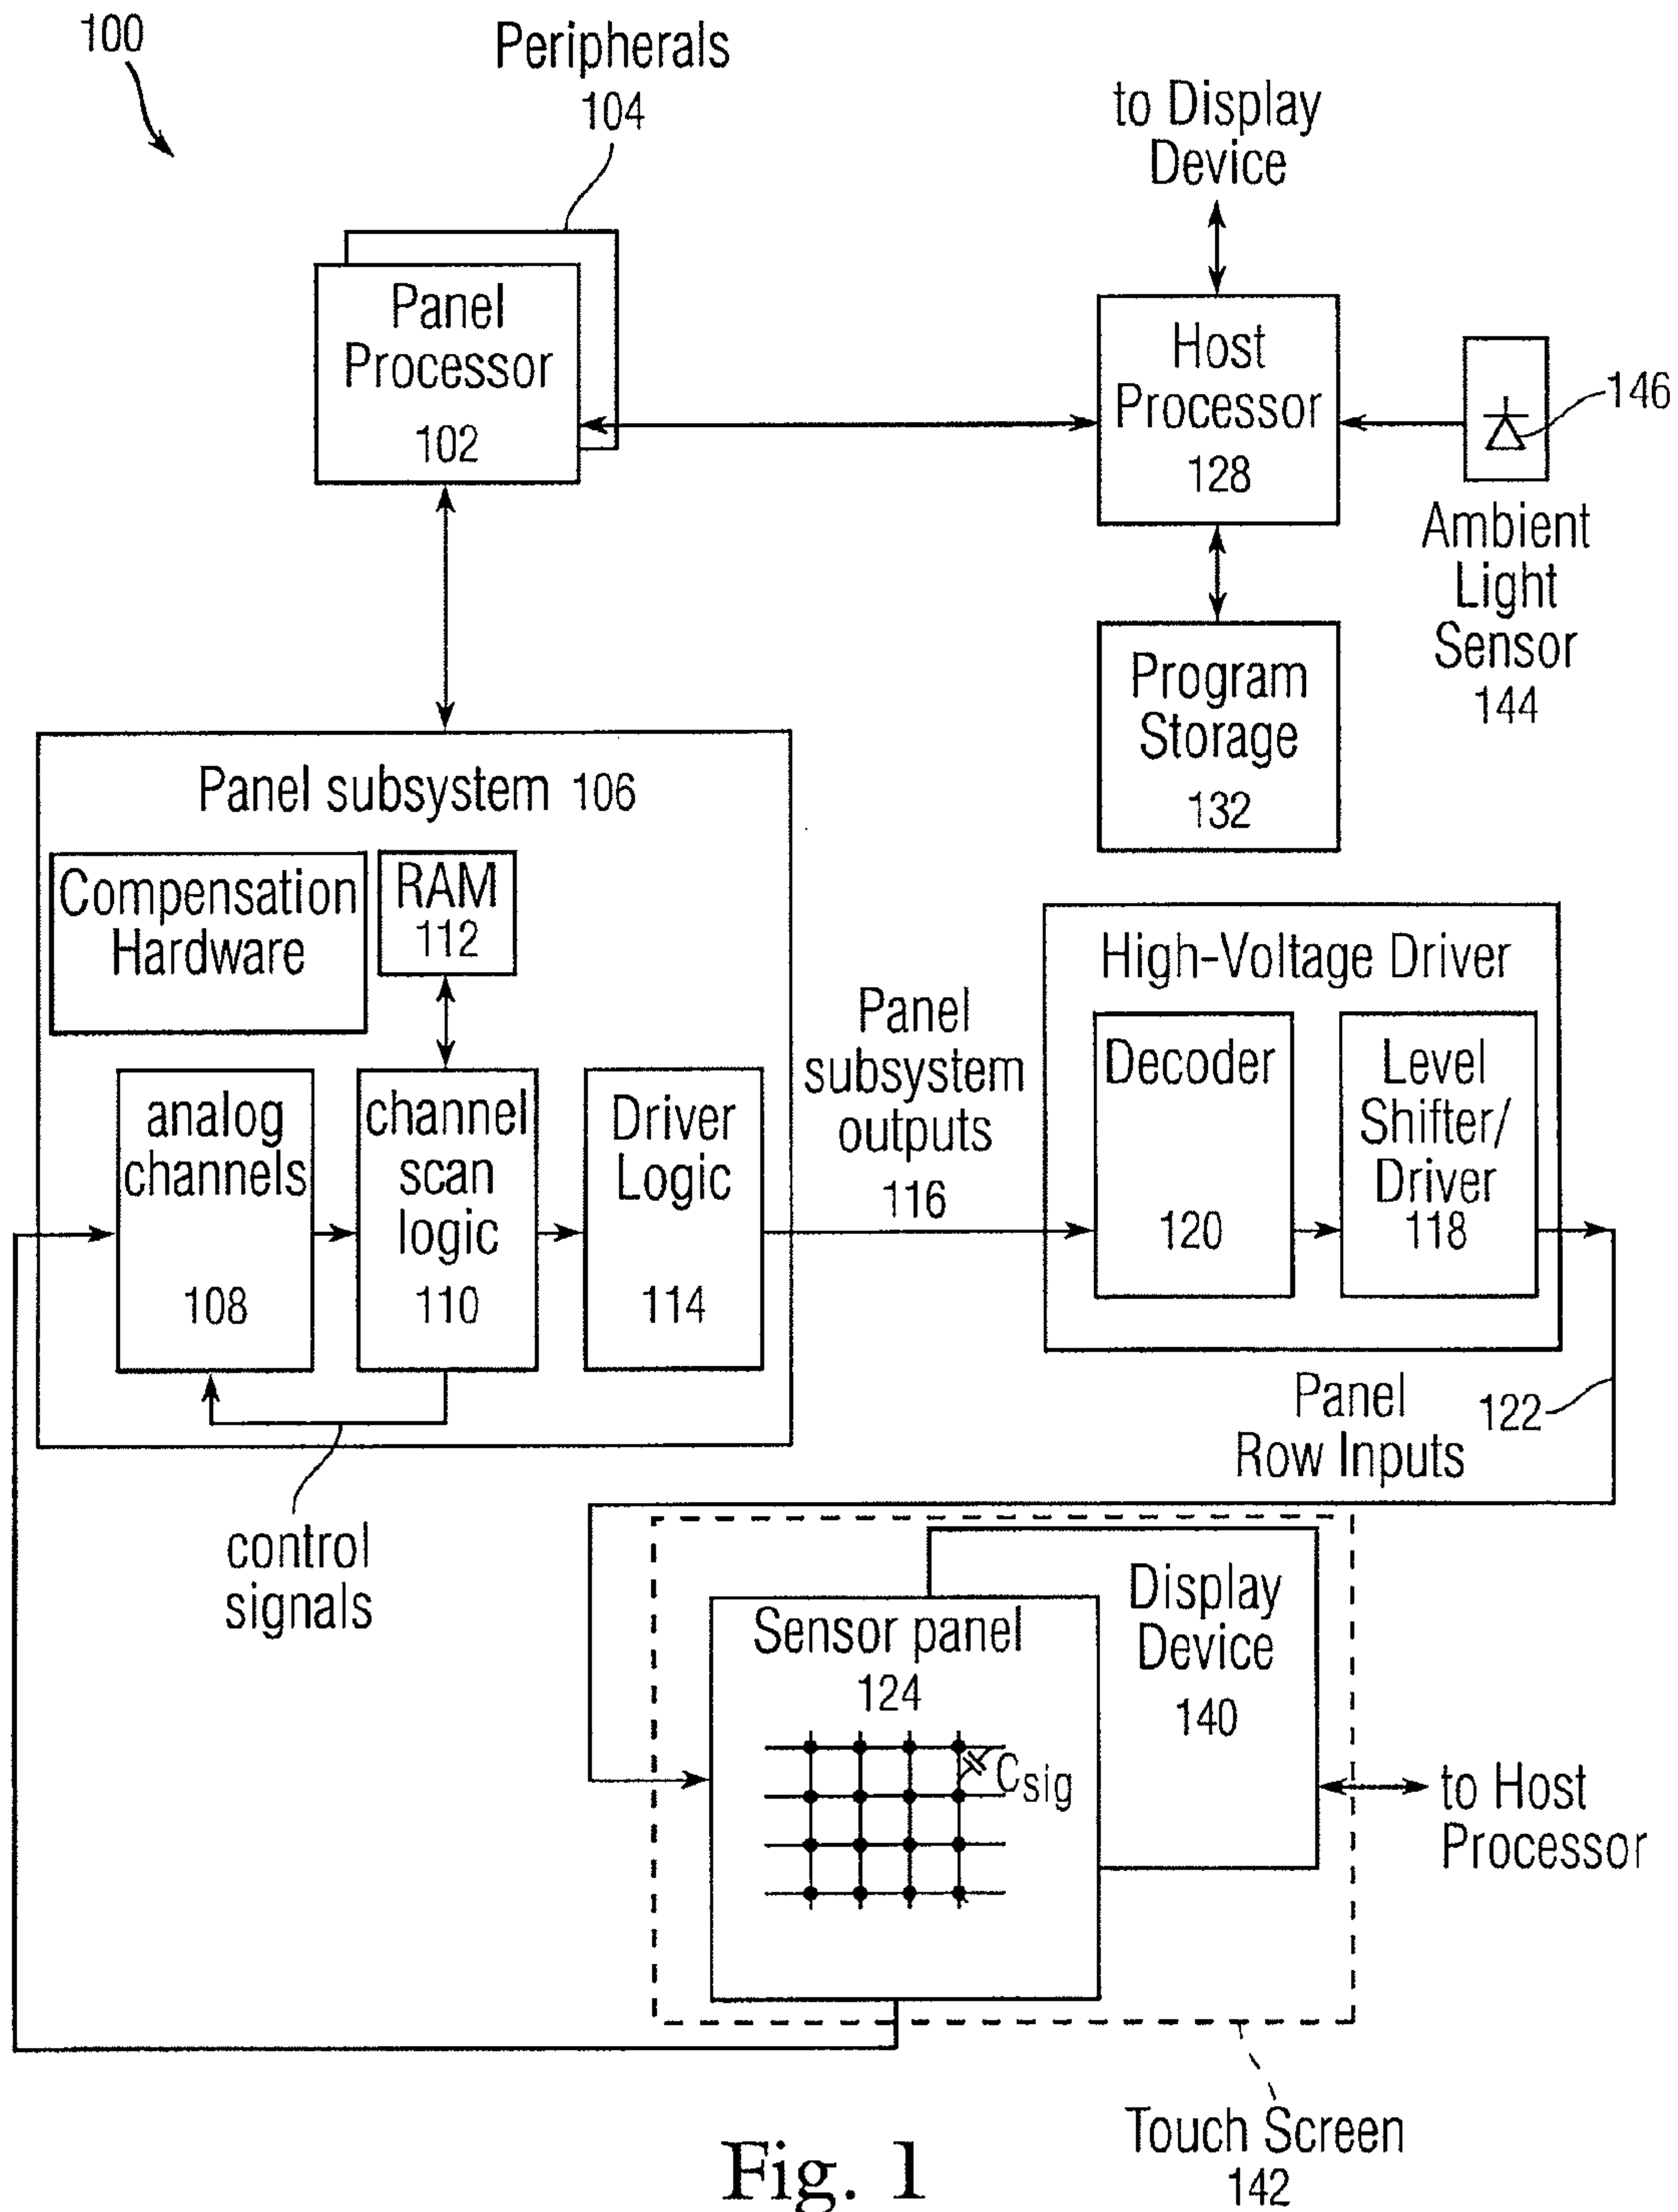 100
Peripherals
104
to Display
Device
Panel
Processor
102
Host
Processor
128
146
Ambient
Light
Sensor
144
Program
Storage
132
Panel subsystem 106
Compensation
Hardware
RAM
112
analog
channels
108
channel
scan
logic
110
Driver
Logic
114
Panel
subsystem
outputs
116
High-Voltage Driver
Decoder
120
Level
Shifter/
Driver
118
Panel
Row Inputs
122
control
signals
Sensor panel
124
Csig
Display
Device
140
to Host
Processor
Touch Screen
142
Fig. 1